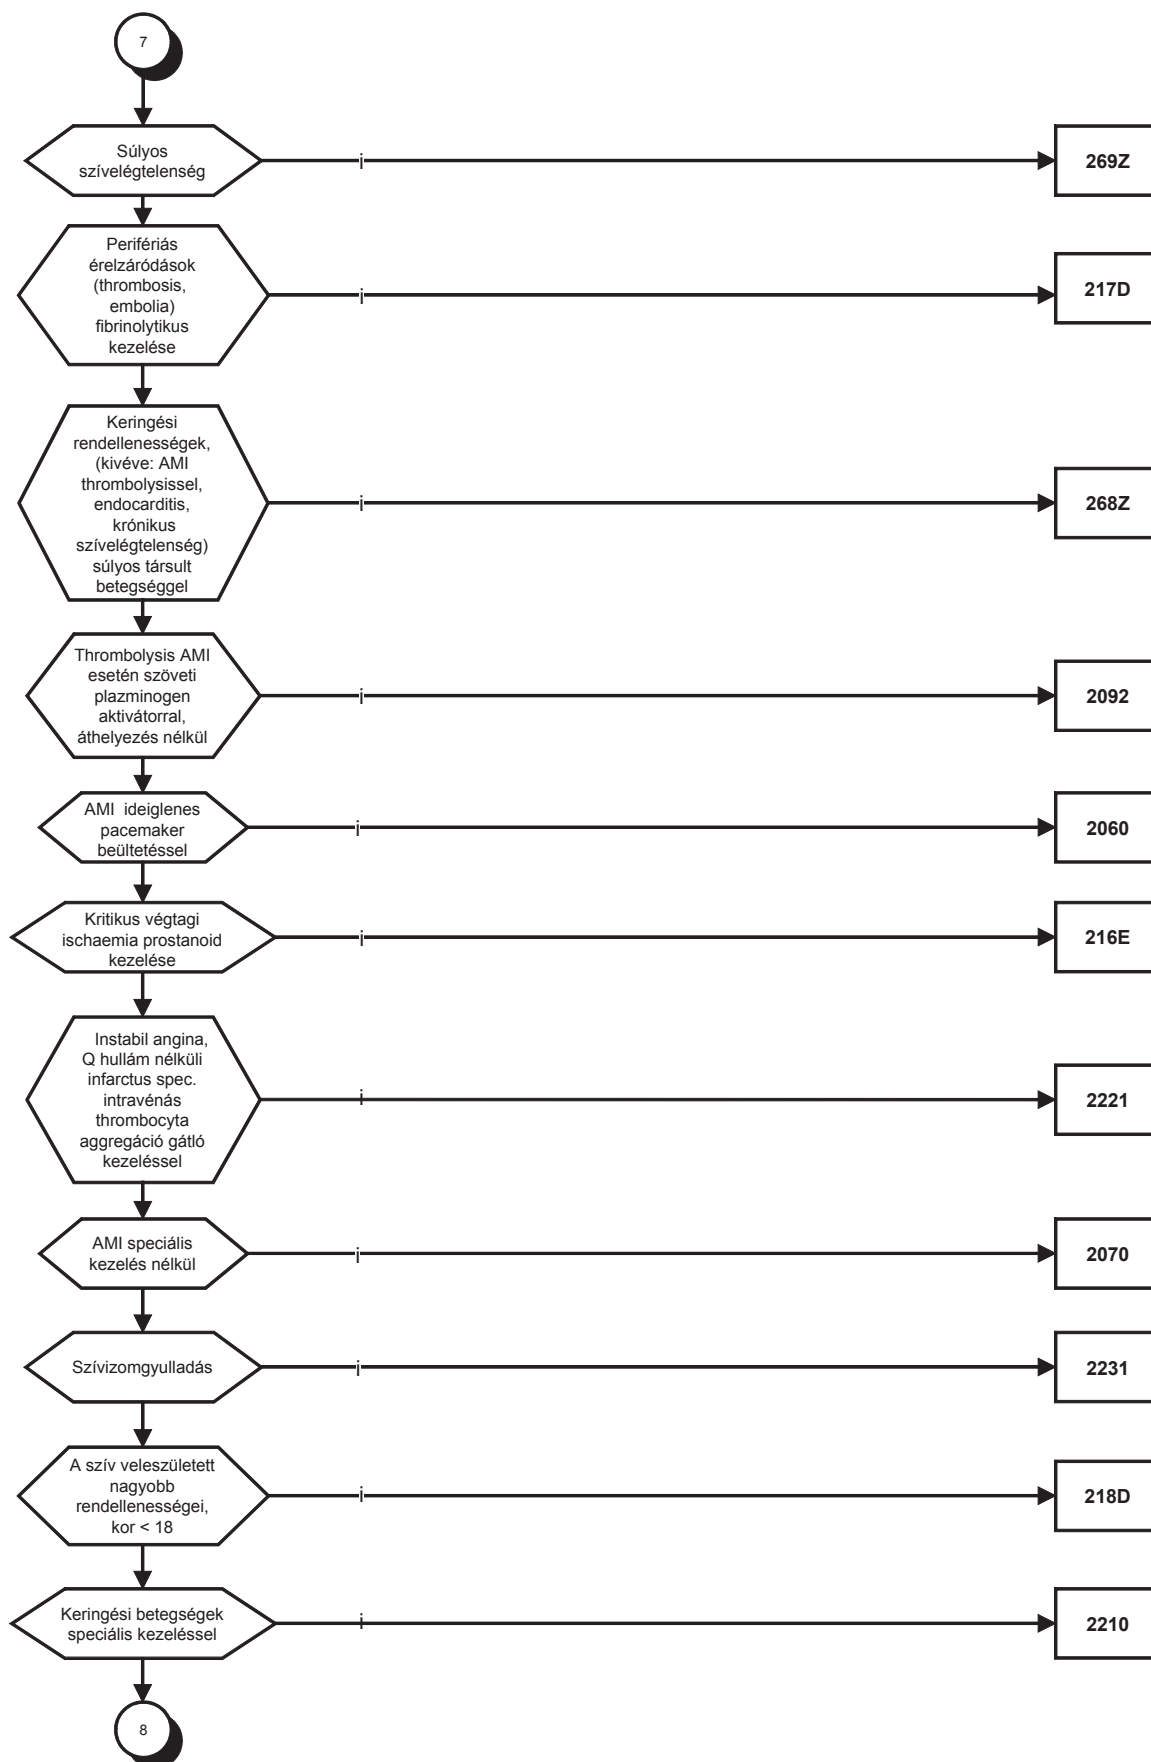 7
Súlyos
szívelégtelenség
i
269Z
Perifériás
érelzáródások
(thrombosis,
embolia)
fibrinolytikus
kezelése
i
217D
Keringési
rendellenességek,
(kivéve: AMI
thrombolysissel,
endocarditis,
krónikus
szívelégtelenség)
súlyos társult
betegséggel
i
268Z
Thrombolysis AMI
esetén szöveti
plazminogen
aktivátorral,
áthelyezés nélkül
i
2092
AMI ideiglenes
pacemaker
beültetéssel
i
2060
Kritikus végtagi
ischaemia prostanoid
kezelése
i
216E
Instabil angina,
Q hullám nélküli
infarctus spec.
intravénás
thrombocyta
aggregáció gátló
kezeléssel
i
2221
AMI speciális
kezelés nélkül
i
2070
Szívizomgyulladás
i
2231
A szív veleszületett
nagyobb
rendellenességei,
kor < 18
i
218D
Keringési betegségek
speciális kezeléssel
i
2210
8